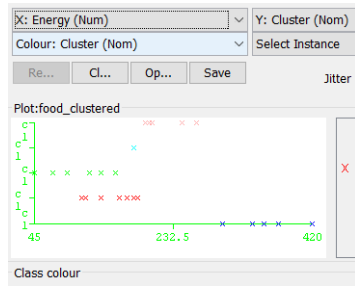 X: Energy (Num) Y: Cluster (Nom)
Colour: Cluster (Nom) Select Instance
Re... Cl... Op... Save Jitter
Plot:food_clustered
c
l
c
l
c
l
c
l
c
l
45 232.5 420
Class colour